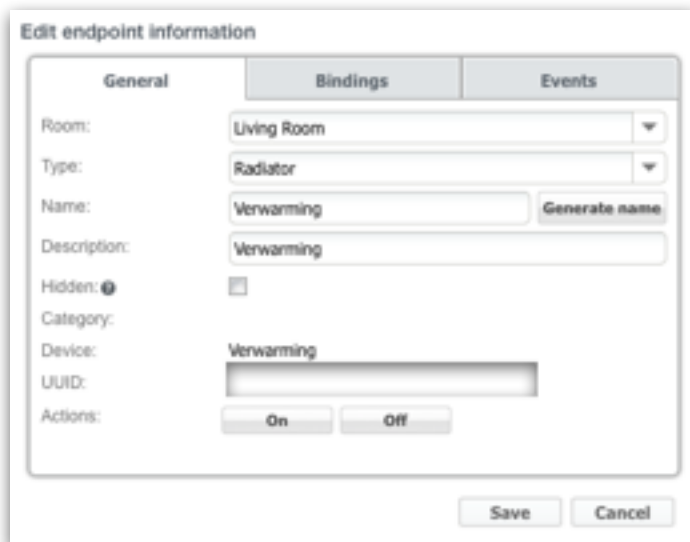 Edit endpoint information
General Bindings Events
Room: Living Room
Type: Radiator
Name: Verwarming Generate name
Description: Verwarming
Hidden: ?
Category:
Device: Verwarming
UUID:
Actions: On Off
Save Cancel